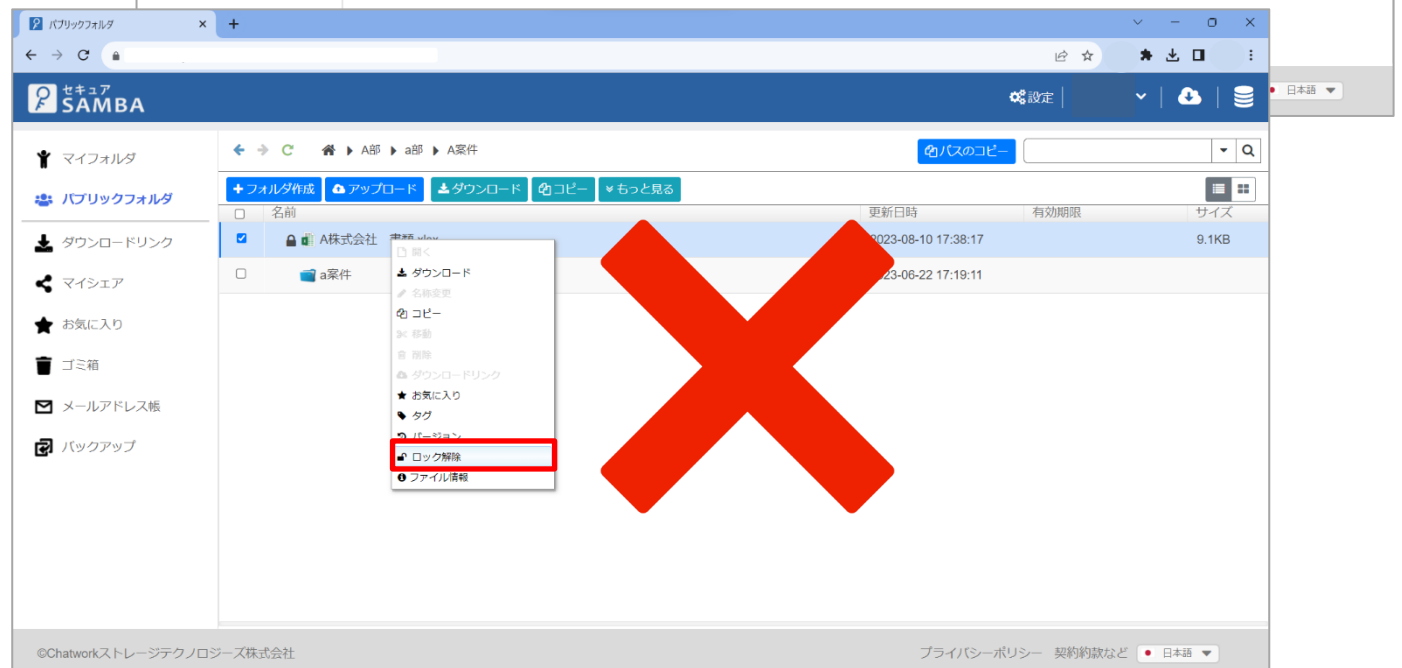 パブリックフォルダ
セキュア
SAMBA
設定
日本語
マイフォルダ
パブリックフォルダ
ダウンロードリンク
マイシェア
お気に入り
ゴミ箱
メールアドレス帳
バックアップ
A部 a部 A案件
パスのコピー
フォルダ作成 アップロード ダウンロード コピー もっと見る
名前 更新日時 有効期限 サイズ
A株式会社 書類.xlsx 2023-08-10 17:38:17 9.1KB
a案件 2023-06-22 17:19:11
開く
ダウンロード
名称変更
コピー
移動
削除
ダウンロードリンク
お気に入り
タグ
バージョン
ロック解除
ファイル情報
©Chatworkストレージテクノロジーズ株式会社 プライバシーポリシー 契約約款など 日本語